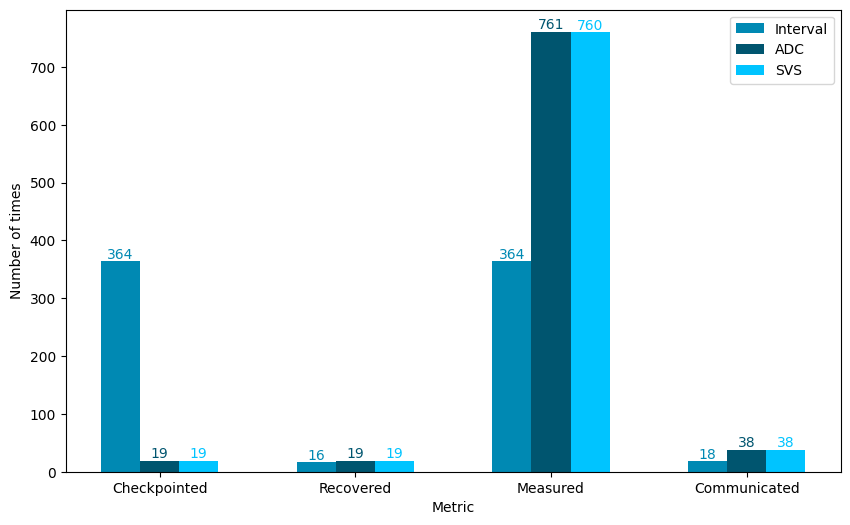 Interval
ADC
SVS
Number of times
700
600
500
400
300
200
100
0
364
19
19
16
19
19
364
761
760
18
38
38
Checkpointed
Recovered
Measured
Communicated
Metric